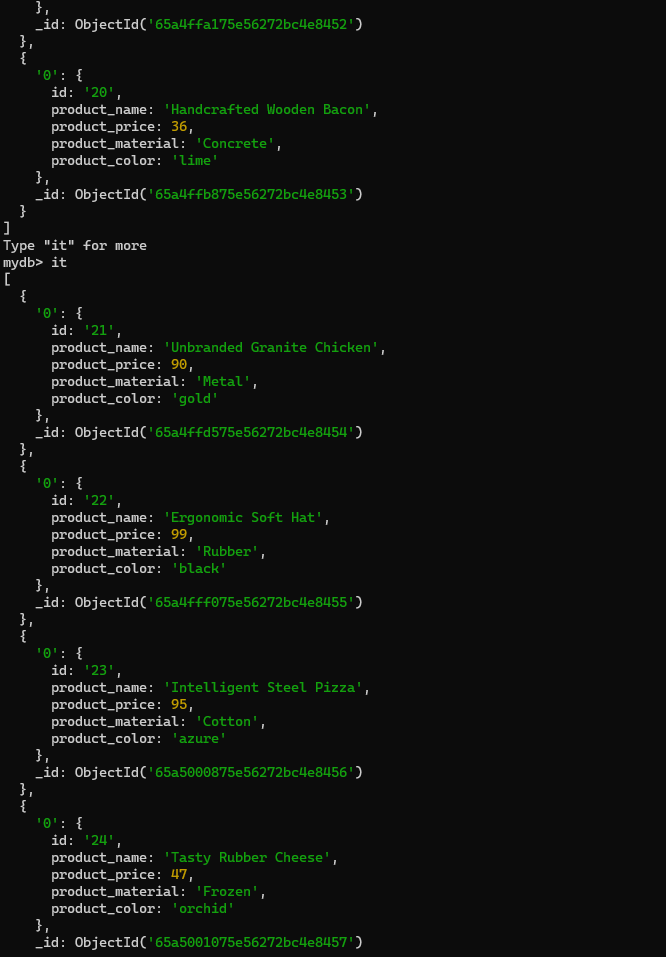 },
    _id: ObjectId('65a4ffa175e56272bc4e8452')
  },
  {
    '0': {
      id: '20',
      product_name: 'Handcrafted Wooden Bacon',
      product_price: 36,
      product_material: 'Concrete',
      product_color: 'lime'
    },
    _id: ObjectId('65a4ffb875e56272bc4e8453')
  }
]
Type "it" for more
mydb> it
[
  {
    '0': {
      id: '21',
      product_name: 'Unbranded Granite Chicken',
      product_price: 90,
      product_material: 'Metal',
      product_color: 'gold'
    },
    _id: ObjectId('65a4ffd575e56272bc4e8454')
  },
  {
    '0': {
      id: '22',
      product_name: 'Ergonomic Soft Hat',
      product_price: 99,
      product_material: 'Rubber',
      product_color: 'black'
    },
    _id: ObjectId('65a4fff075e56272bc4e8455')
  },
  {
    '0': {
      id: '23',
      product_name: 'Intelligent Steel Pizza',
      product_price: 95,
      product_material: 'Cotton',
      product_color: 'azure'
    },
    _id: ObjectId('65a5000875e56272bc4e8456')
  },
  {
    '0': {
      id: '24',
      product_name: 'Tasty Rubber Cheese',
      product_price: 47,
      product_material: 'Frozen',
      product_color: 'orchid'
    },
    _id: ObjectId('65a5001075e56272bc4e8457')